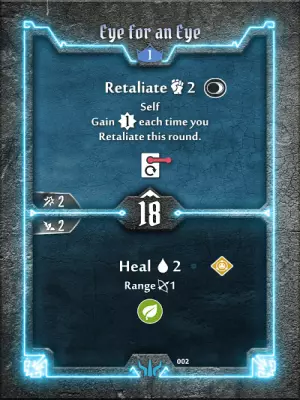 Eye for an Eye
1
Retaliate 2
Self
Gain 1 each time you
Retaliate this round.
2
18
2
Heal 2
Range 1
002